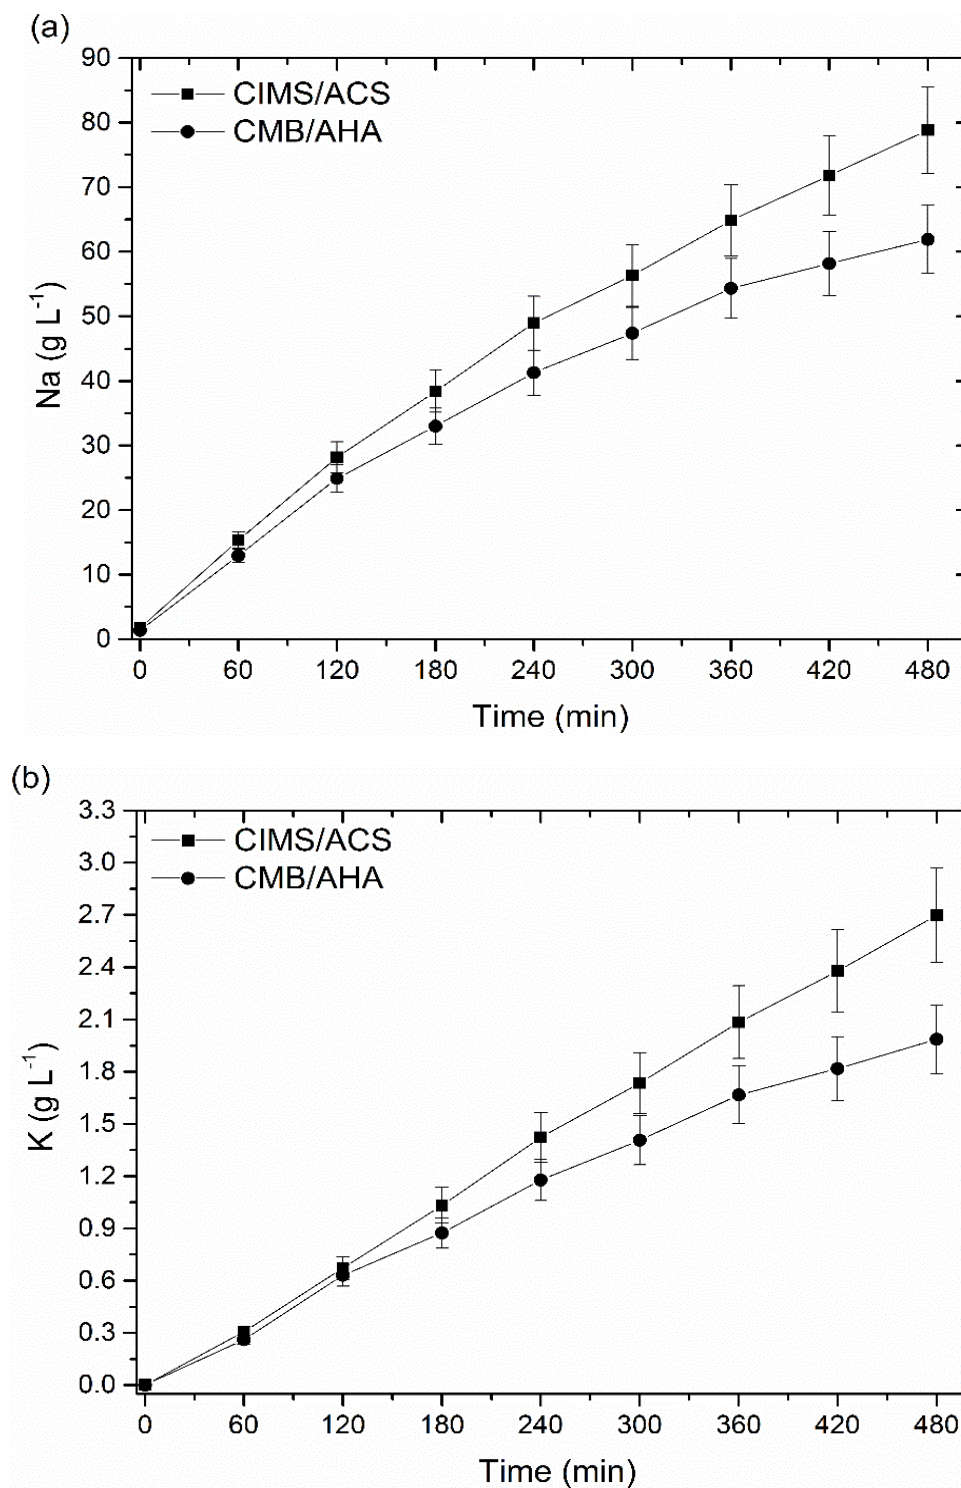 (a)
90
80
70
60
50
40
30
20
10
0
Na (g L⁻¹)
CIMS/ACS
CMB/AHA
0 60 120 180 240 300 360 420 480
Time (min)
(b)
3.3
3.0
2.7
2.4
2.1
1.8
1.5
1.2
0.9
0.6
0.3
0.0
K (g L⁻¹)
CIMS/ACS
CMB/AHA
0 60 120 180 240 300 360 420 480
Time (min)